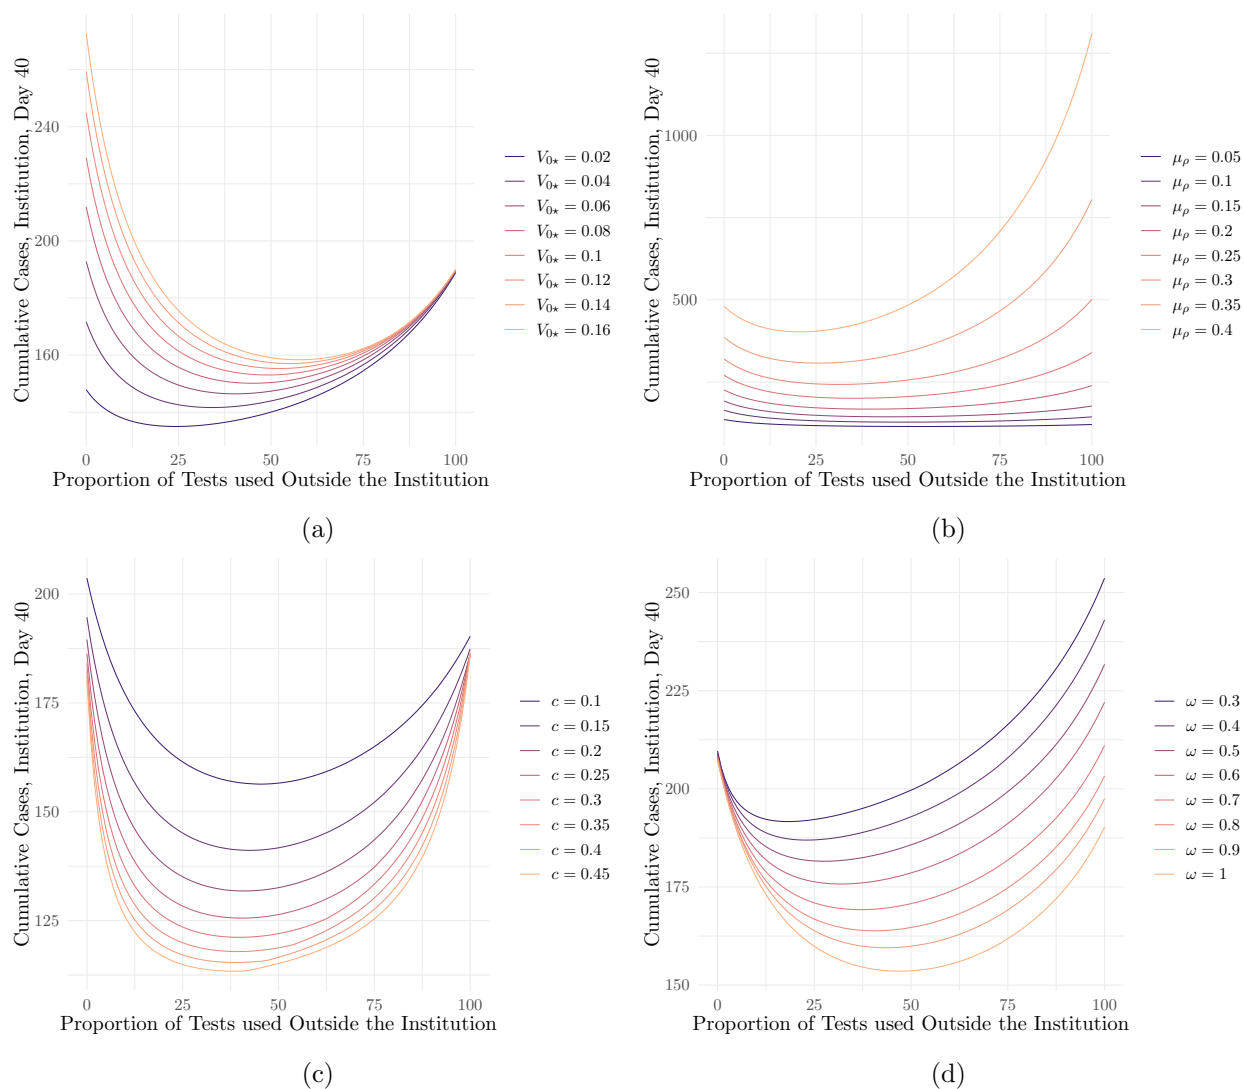 Cumulative Cases, Institution, Day 40
240
200
160
0 25 50 75 100
Proportion of Tests used Outside the Institution
V₀⋆ = 0.02
V₀⋆ = 0.04
V₀⋆ = 0.06
V₀⋆ = 0.08
V₀⋆ = 0.1
V₀⋆ = 0.12
V₀⋆ = 0.14
V₀⋆ = 0.16
(a)
Cumulative Cases, Institution, Day 40
1000
500
0 25 50 75 100
Proportion of Tests used Outside the Institution
μᵨ = 0.05
μᵨ = 0.1
μᵨ = 0.15
μᵨ = 0.2
μᵨ = 0.25
μᵨ = 0.3
μᵨ = 0.35
μᵨ = 0.4
(b)
Cumulative Cases, Institution, Day 40
200
175
150
125
0 25 50 75 100
Proportion of Tests used Outside the Institution
c = 0.1
c = 0.15
c = 0.2
c = 0.25
c = 0.3
c = 0.35
c = 0.4
c = 0.45
(c)
Cumulative Cases, Institution, Day 40
250
225
200
175
150
0 25 50 75 100
Proportion of Tests used Outside the Institution
ω = 0.3
ω = 0.4
ω = 0.5
ω = 0.6
ω = 0.7
ω = 0.8
ω = 0.9
ω = 1
(d)